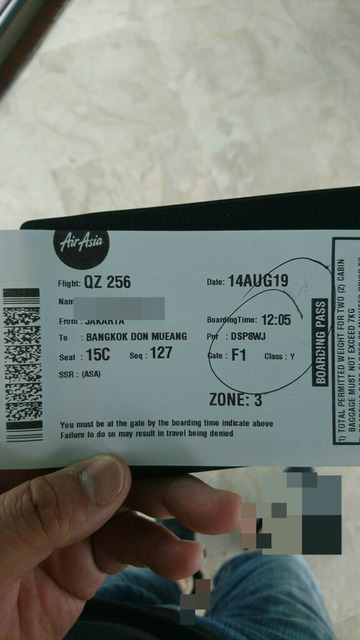 AirAsia
Flight: QZ 256 Date: 14AUG19
From : JAKARTA BoardingTime: 12:05
To : BANGKOK DON MUEANG Pnr : DSP8WJ
Seat : 15C Seq : 127 Gate : F1 Class : Y
SSR : (ASA)
ZONE: 3
You must be at the gate by the boarding time indicate above
Failure to do so may result in travel being denied
BOARDING PASS
1) TOTAL PERMITTED WEIGHT FOR TWO (2) CABIN
BAGGAGE MUST NOT EXCEED 7KG